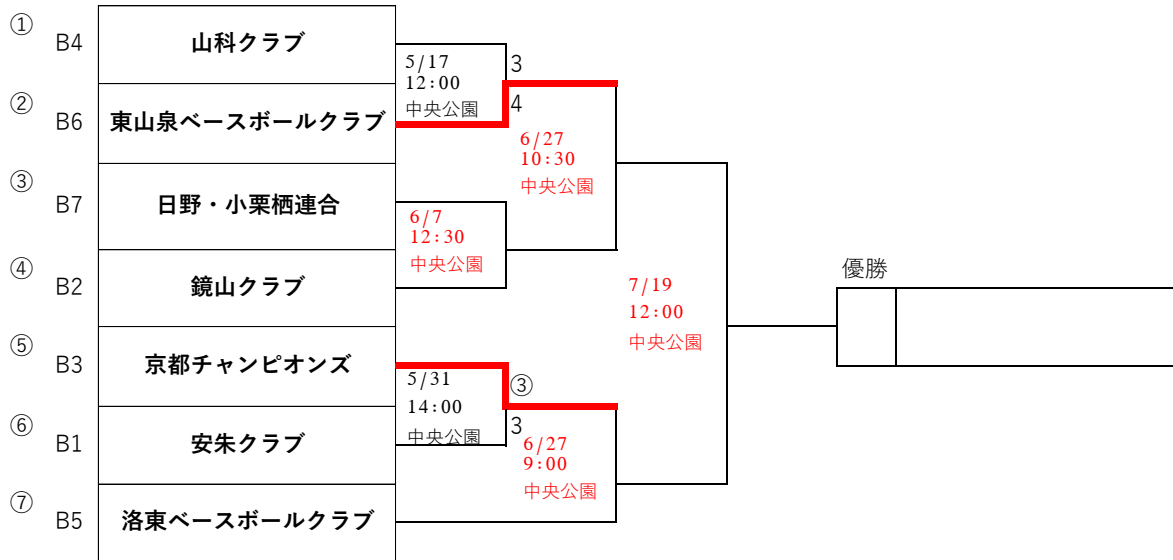 ① B4 山科クラブ
5/17
12:00
中央公園
3
② B6 東山泉ベースボールクラブ
4
6/27
10:30
中央公園
③ B7 日野・小栗栖連合
6/7
12:30
中央公園
④ B2 鏡山クラブ
7/19
12:00
中央公園
優勝
⑤ B3 京都チャンピオンズ
5/31
14:00
中央公園
③
⑥ B1 安朱クラブ
3
6/27
9:00
中央公園
⑦ B5 洛東ベースボールクラブ